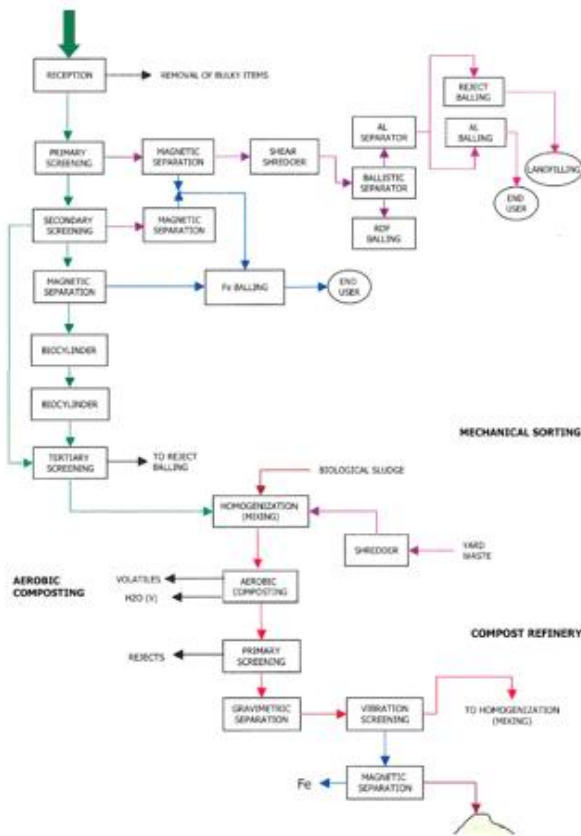 RECEPTION
REMOVAL OF BULKY ITEMS
REJECT
BALLING
AL
SEPARATOR
AL BALLING
LANDFILLING
PRIMARY
SCREENING
MAGNETIC
SEPARATION
SHEAR
SHREDDER
BALLISTIC
SEPARATOR
END
USER
SECONDARY
SCREENING
MAGNETIC
SEPARATION
RDF
BALLING
MAGNETIC
SEPARATION
Fe BALLING
END
USER
BIOCYLINDER
BIOCYLINDER
MECHANICAL SORTING
TERTIARY
SCREENING
TO REJECT
BALLING
BIOLOGICAL SLUDGE
HOMOGENIZATION
(MIXING)
SHREDDER
YARD
WASTE
AEROBIC
COMPOSTING
VOLATILES
H2O (V)
AEROBIC
COMPOSTING
COMPOST REFINERY
REJECTS
PRIMARY
SCREENING
GRAVIMETRIC
SEPARATION
VIBRATION
SCREENING
TO HOMOGENIZATION
(MIXING)
Fe
MAGNETIC
SEPARATION